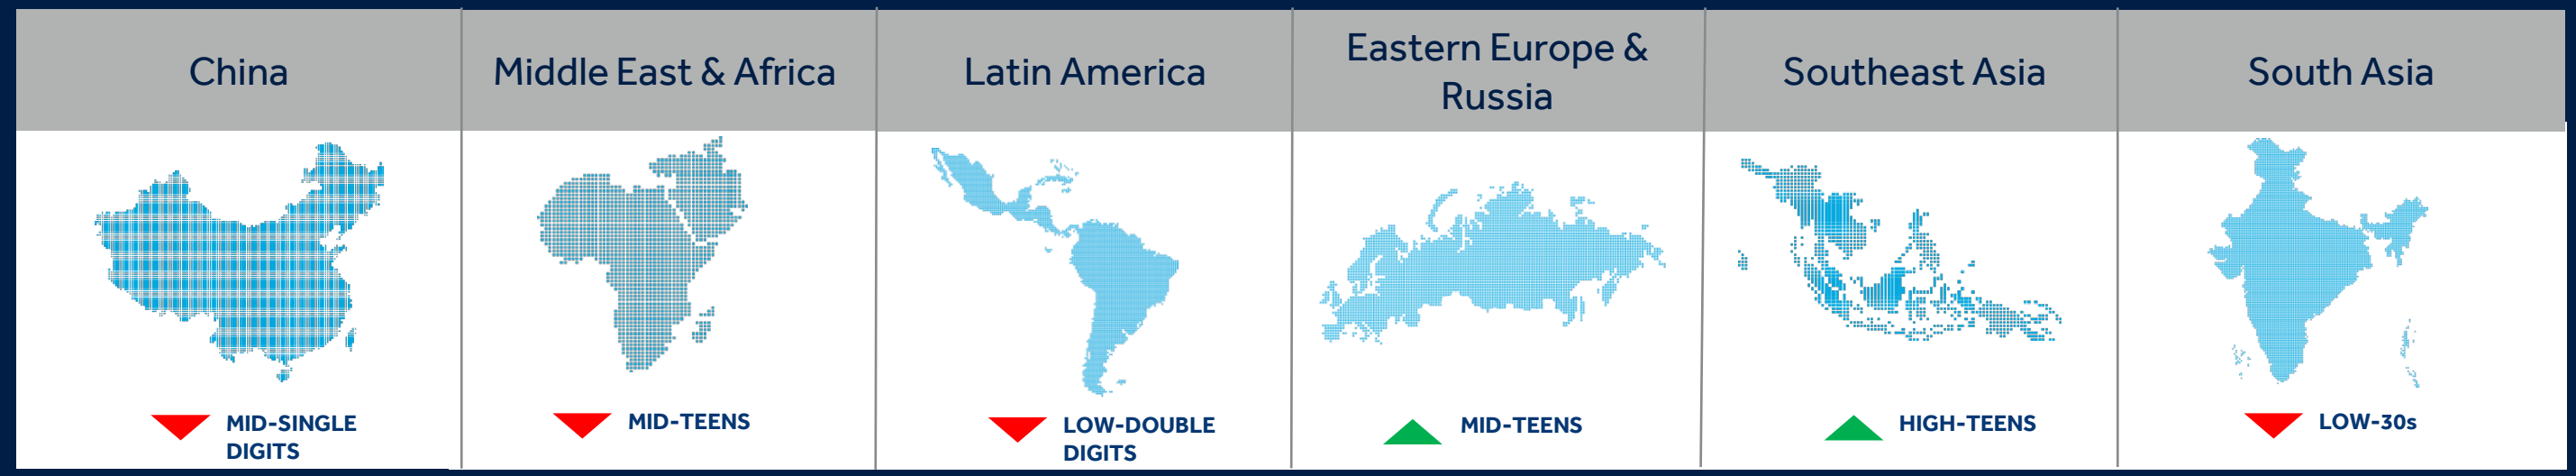 China
Middle East & Africa
Latin America
Eastern Europe &
Russia
Southeast Asia
South Asia
MID-SINGLE
DIGITS
MID-TEENS
LOW-DOUBLE
DIGITS
MID-TEENS
HIGH-TEENS
LOW-30s